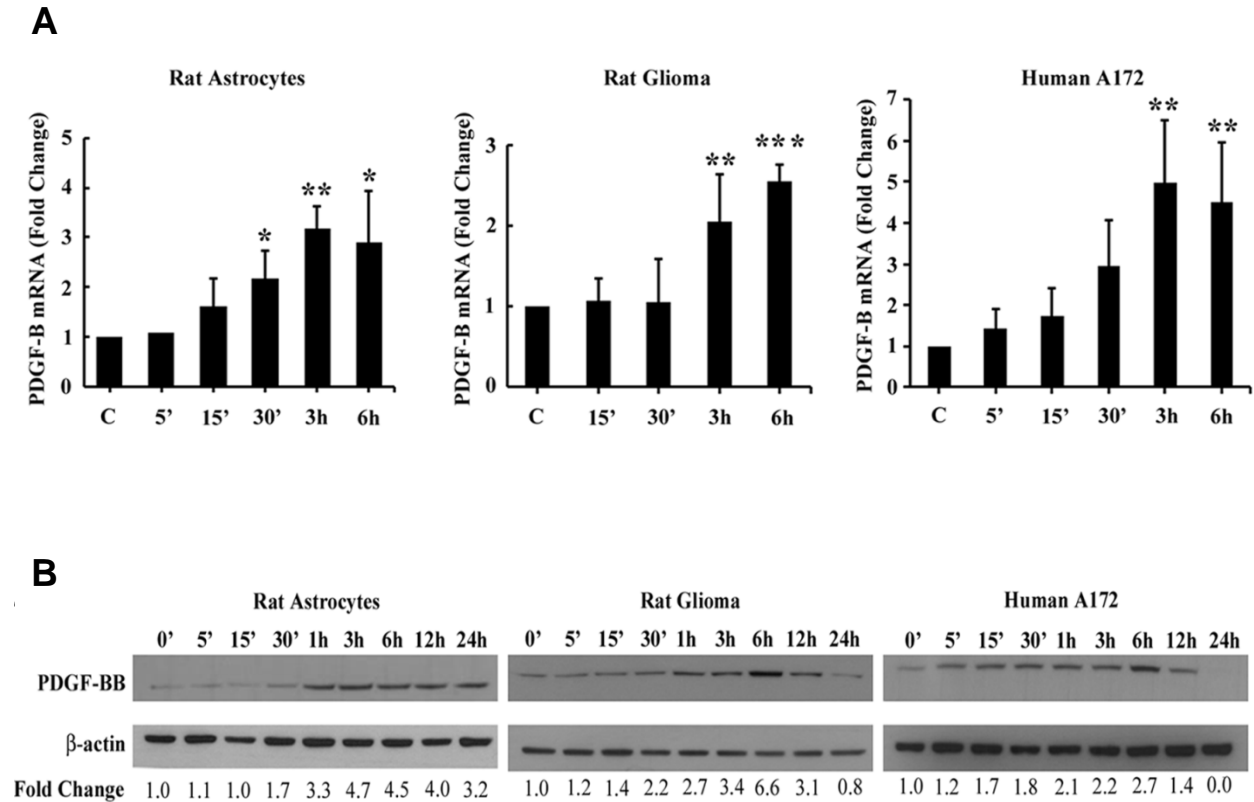 A
Rat Astrocytes
PDGF-B mRNA (Fold Change)
5
4
3
2
1
0
*
**
*
C 5’ 15’ 30’ 3h 6h
Rat Glioma
PDGF-B mRNA (Fold Change)
3
2
1
0
**
***
C 15’ 30’ 3h 6h
Human A172
PDGF-B mRNA (Fold Change)
7
6
5
4
3
2
1
0
**
**
C 5’ 15’ 30’ 3h 6h
B
Rat Astrocytes Rat Glioma Human A172
0’ 5’ 15’ 30’ 1h 3h 6h 12h 24h 0’ 5’ 15’ 30’ 1h 3h 6h 12h 24h 0’ 5’ 15’ 30’ 1h 3h 6h 12h 24h
PDGF-BB
β-actin
Fold Change 1.0 1.1 1.0 1.7 3.3 4.7 4.5 4.0 3.2 1.0 1.2 1.4 2.2 2.7 3.4 6.6 3.1 0.8 1.0 1.2 1.7 1.8 2.1 2.2 2.7 1.4 0.0